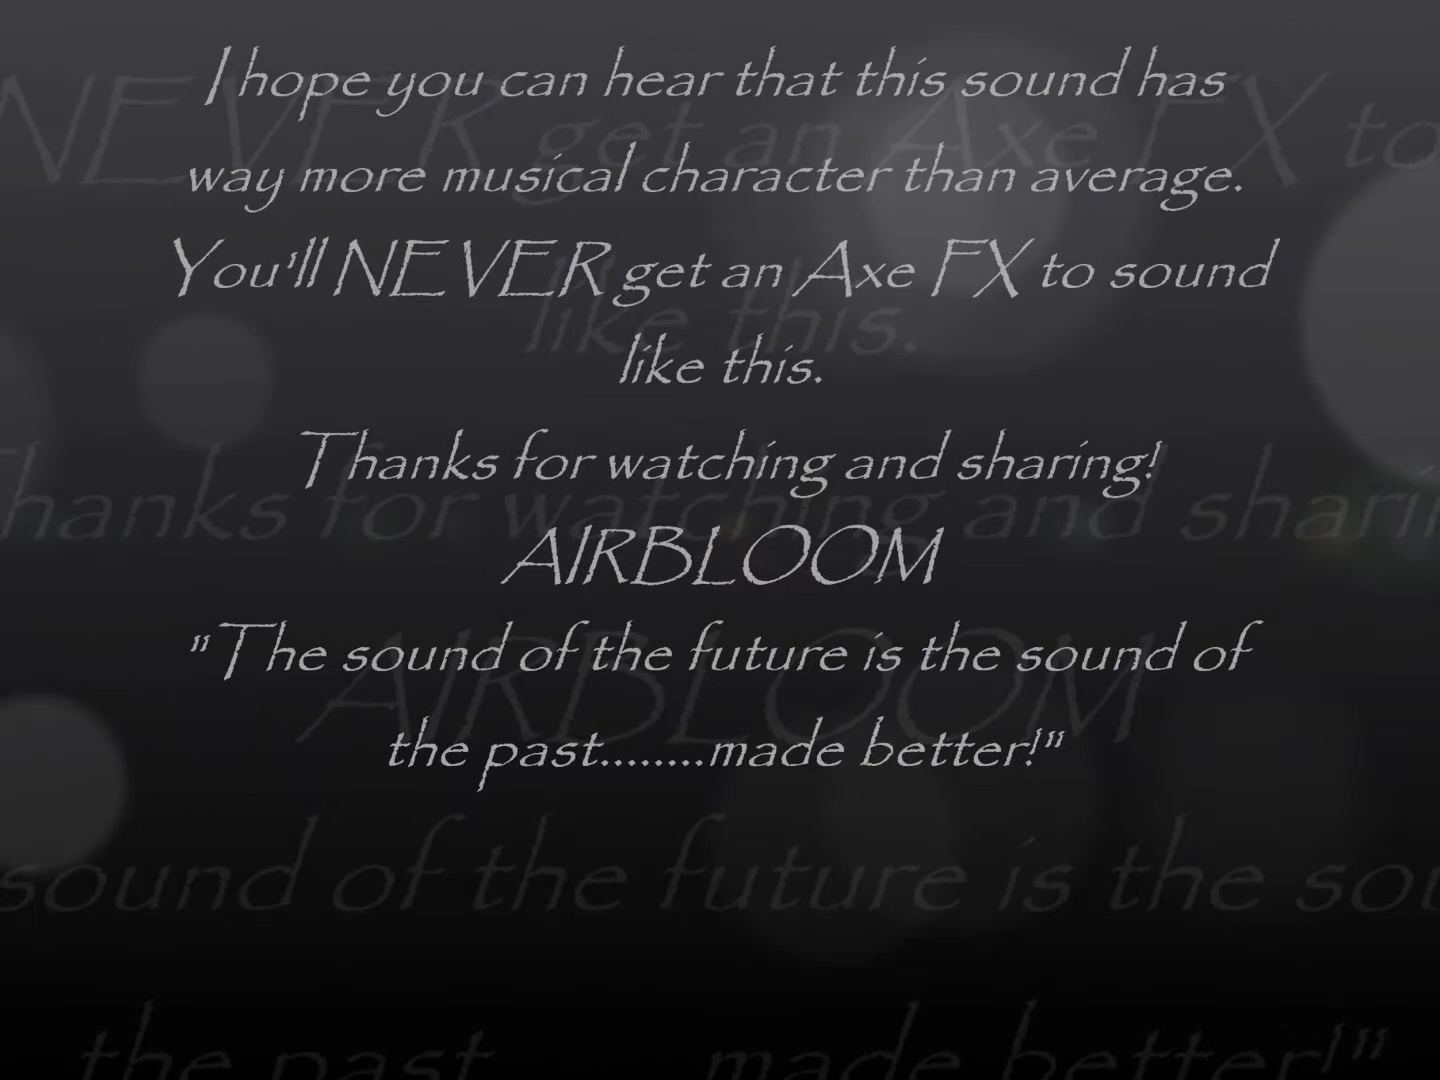 I hope you can hear that this sound has
way more musical character than average.
You'll NEVER get an Axe FX to sound
like this.
Thanks for watching and sharing!
AIRBLOOM
"The sound of the future is the sound of
the past........made better!"